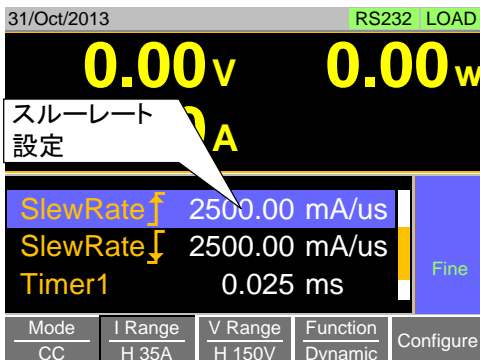 31/Oct/2013 RS232 LOAD
0.00V 0.00W
スルーレート
設定
A
SlewRate 2500.00 mA/us
SlewRate 2500.00 mA/us
Timer1 0.025 ms
Fine
Mode I Range V Range Function Configure
CC H 35A H 150V Dynamic